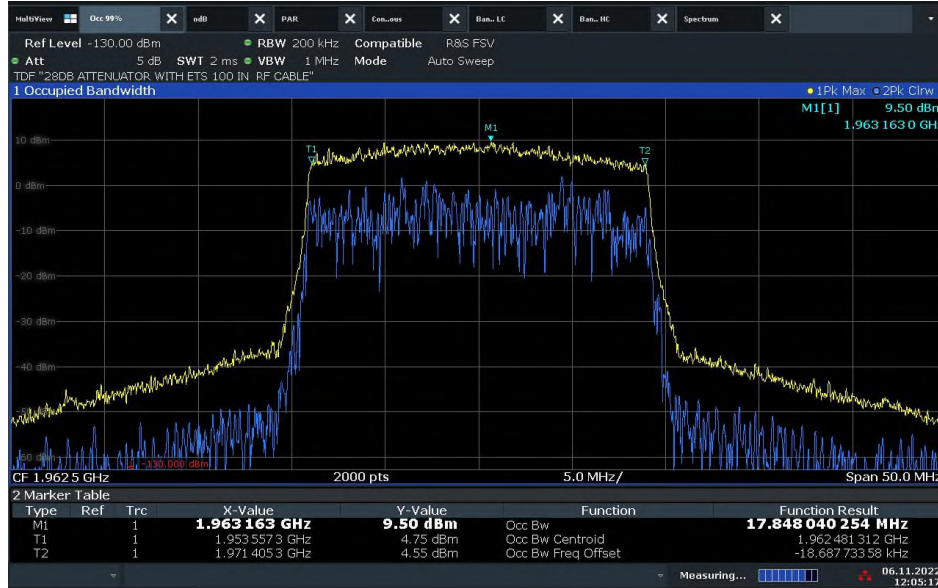 MultiView Occ 99% ndB PAR Con..ous Ban.. LC Ban.. HC Spectrum
Ref Level -130.00 dBm RBW 200 kHz Compatible R&S FSV
Att 5 dB SWT 2 ms VBW 1 MHz Mode Auto Sweep
TDF "28DB ATTENUATOR WITH ETS 100 IN RF CABLE"
1 Occupied Bandwidth 1Pk Max 2Pk Clrw
M1[1] 9.50 dBm
1.963 163 0 GHz
M1
10 dBm
T1 T2
0 dBm
-10 dBm
-20 dBm
-30 dBm
-40 dBm
-130.000 dBm
CF 1.962 5 GHz 2000 pts 5.0 MHz/ Span 50.0 MHz
2 Marker Table
Type Ref Trc X-Value Y-Value Function Function Result
M1 1 1.963 163 GHz 9.50 dBm Occ Bw 17.848 040 254 MHz
T1 1 1.953 557 3 GHz 4.75 dBm Occ Bw Centroid 1.962 481 312 GHz
T2 1 1.971 405 3 GHz 4.55 dBm Occ Bw Freq Offset -18.687 733 58 kHz
Measuring... 06.11.2022
12:05:17